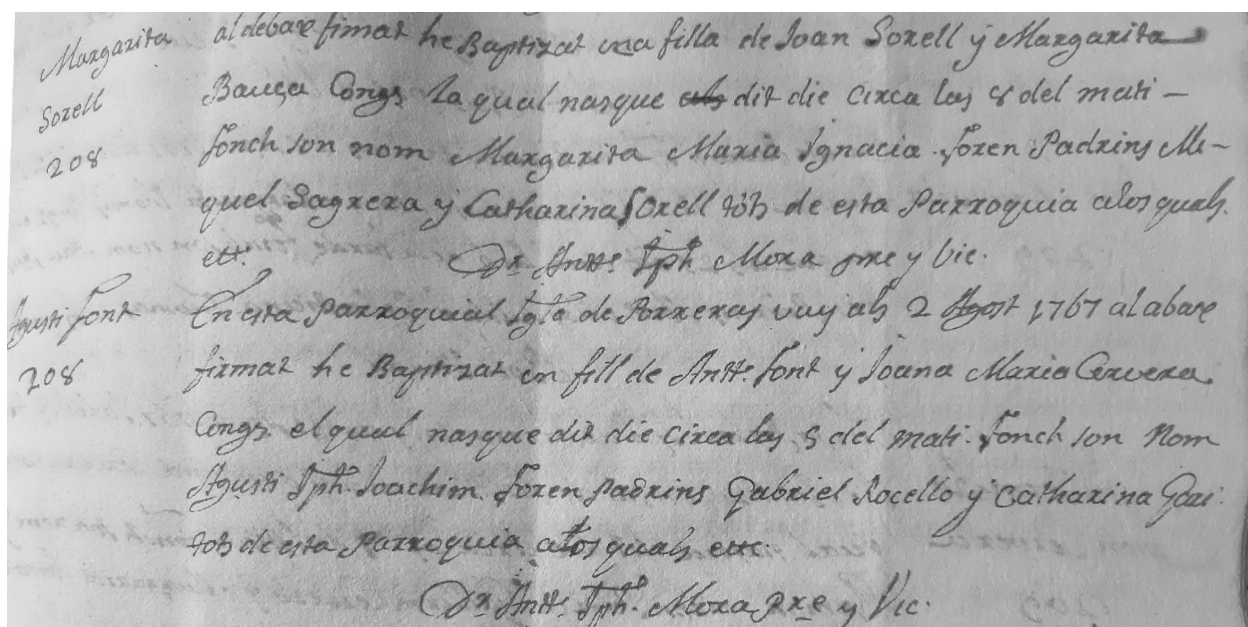 Margarita
Sorell
208
al debax firmat he Baptizat una filla de Joan Sorell y Margarita
Bauça Congs la qual nasque als dit die circa las 8 del mati –
fonch son nom Margarita Maria Ignacia. foren Padrins Mi-
quel Sagrera y Catharina Sorell tots de esta Parroquia alos quals.
ett.
Dr. Antt. Jph. Mora pre y Vic.
Agusti font
208
En esta Parroquial Igla. de Porreras vuy als 2 Agost 1767 al abax
firmat he Baptizat un fill de Antt. font y Joana Maria Cervera
Congs. el qual nasque dit die circa las 5 del mati. fonch son nom
Agusti Jph. Joachim. foren Padrins Gabriel Rocello y Catharina Gari.
tots de esta Parroquia alos quals ett.
Dr. Antt. Jph. Mora Pre y Vic.